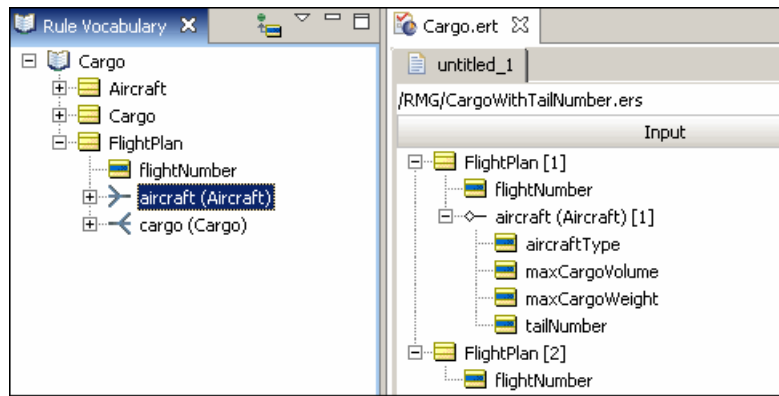 Rule Vocabulary
Cargo
Aircraft
Cargo
FlightPlan
flightNumber
aircraft (Aircraft)
cargo (Cargo)
Cargo.ert
untitled_1
/RMG/CargoWithTailNumber.ers
Input
FlightPlan [1]
flightNumber
aircraft (Aircraft) [1]
aircraftType
maxCargoVolume
maxCargoWeight
tailNumber
FlightPlan [2]
flightNumber